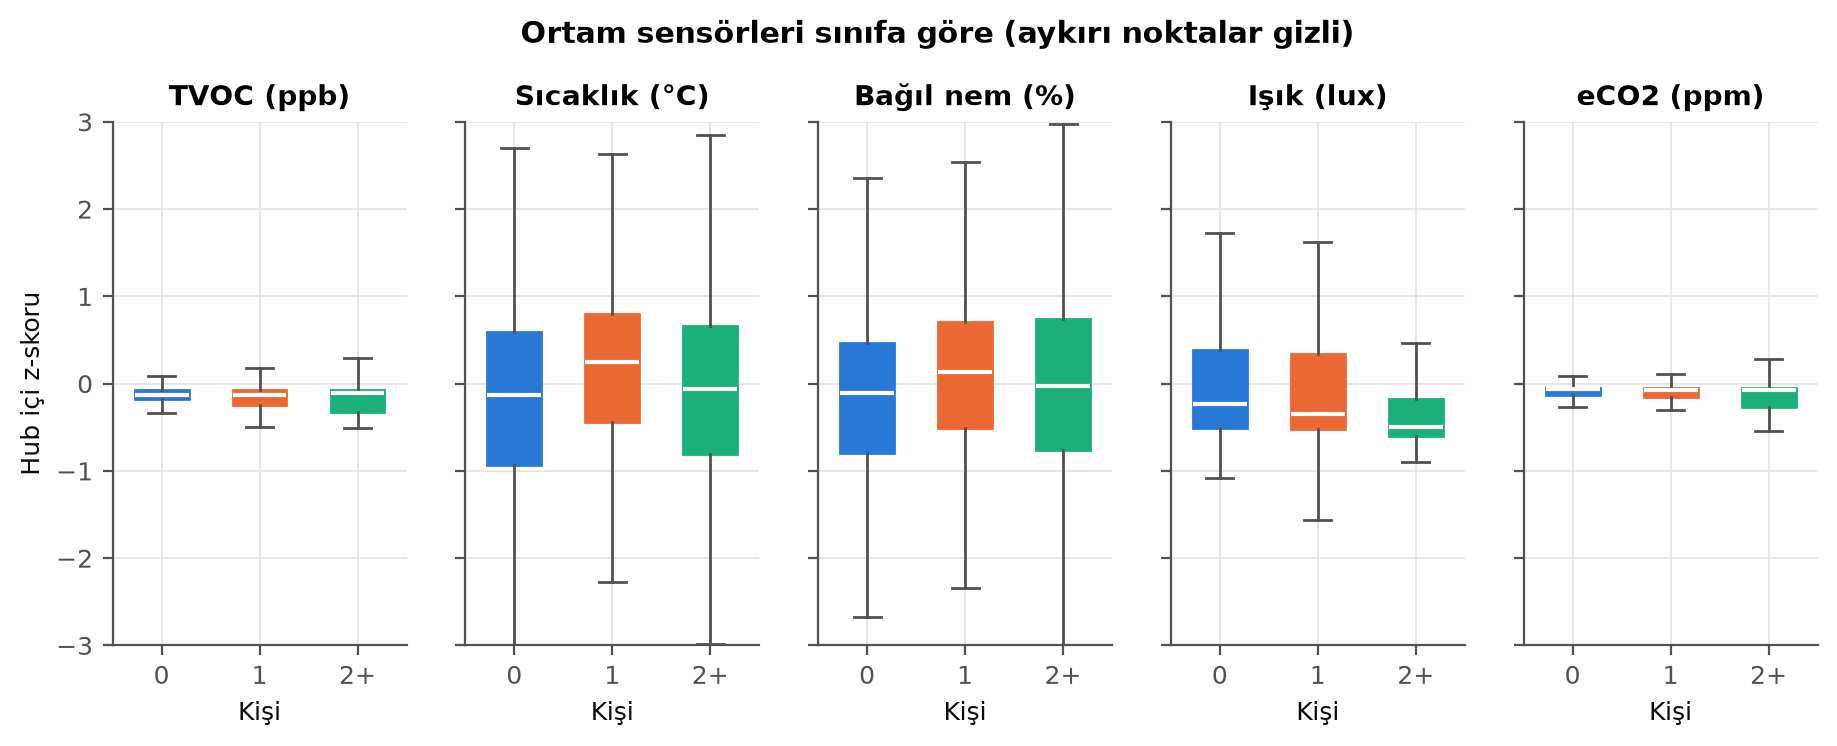 Ortam sensörleri sınıfa göre (aykırı noktalar gizli)
TVOC (ppb)
Sıcaklık (°C)
Bağıl nem (%)
Işık (lux)
eCO2 (ppm)
Hub içi z-skoru
3
2
1
0
−1
−2
−3
0 1 2+
0 1 2+
0 1 2+
0 1 2+
0 1 2+
Kişi
Kişi
Kişi
Kişi
Kişi